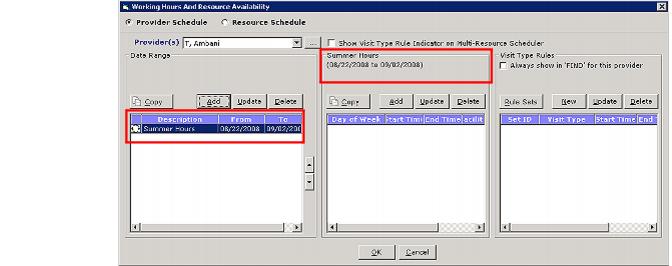 Working Hours And Resource Availability
Provider Schedule Resource Schedule
Provider(s) T, Ambani ... Show Visit Type Rule Indicator on Multi-Resource Scheduler
Date Range
Summer Hours
(08/22/2008 to 09/02/2008)
Visit Type Rules
Always show in 'FIND' for this provider
Copy Add Update Delete
Copy Add Update Delete
Rule Sets New Update Delete
Description From To
Summer Hours 08/22/2008 09/02/200
Day of Week Start Time End Time acilit
Set ID Visit Type Start Time End T
OK Cancel